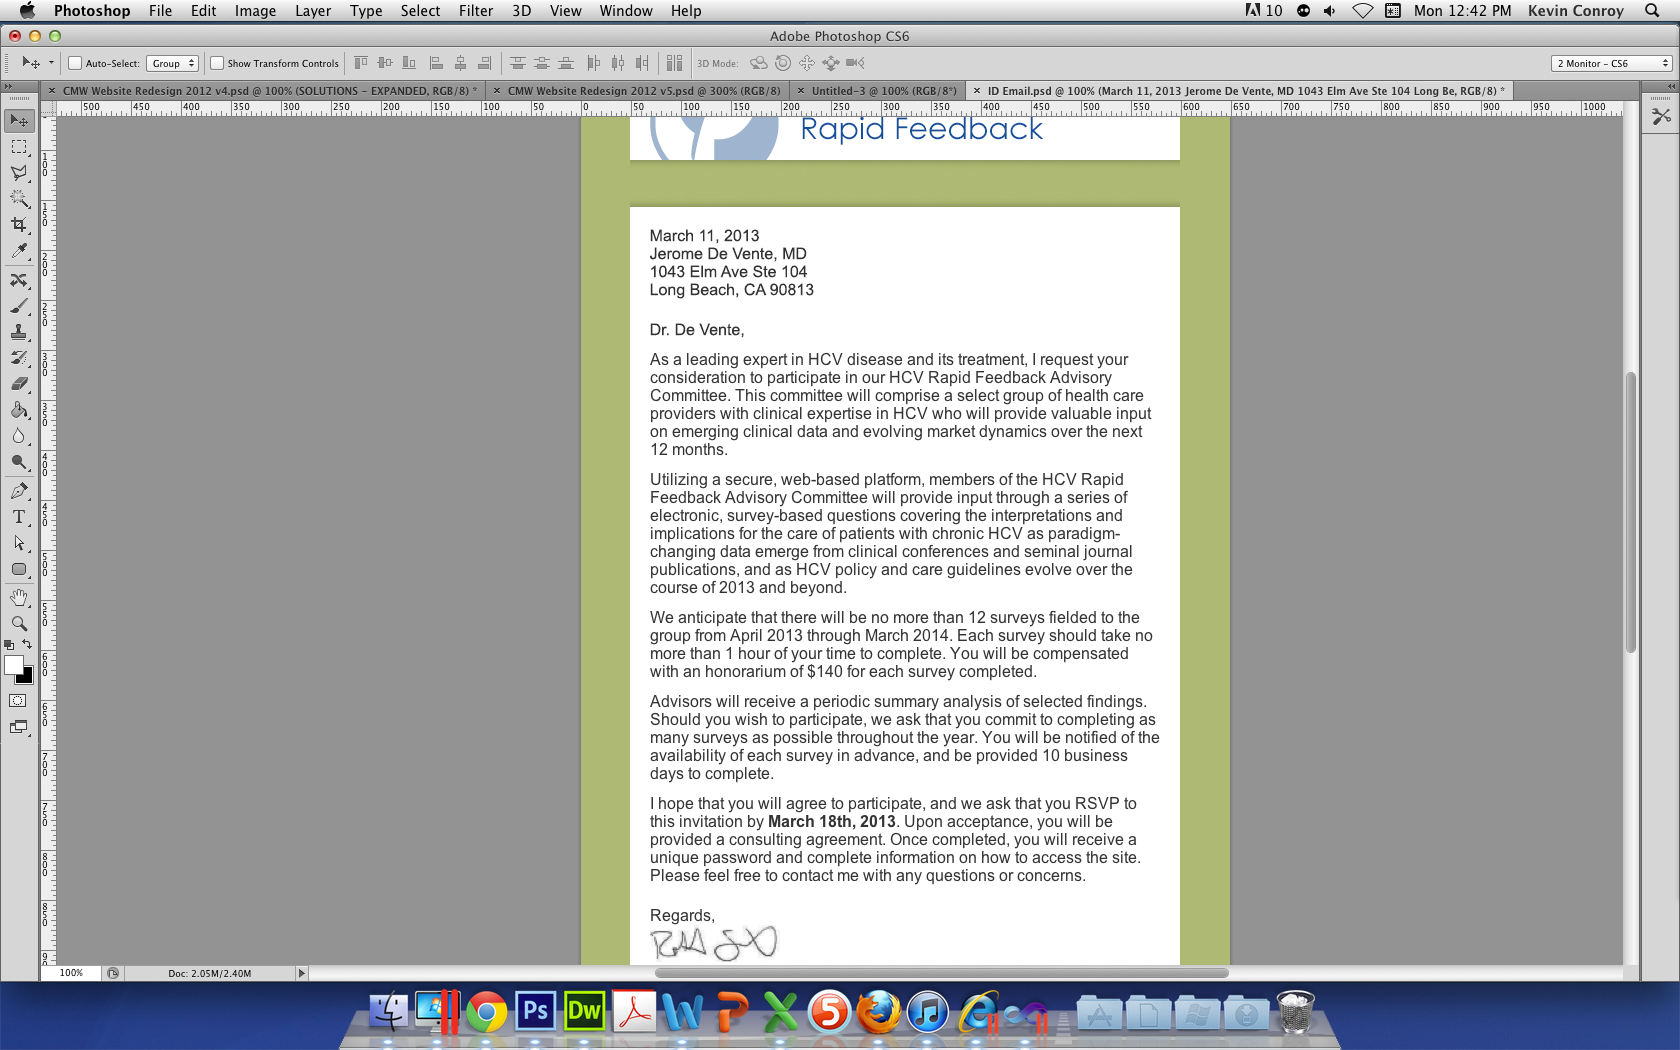 Photoshop File Edit Image Layer Type Select Filter 3D View Window Help 10 Mon 12:42 PM Kevin Conroy
Adobe Photoshop CS6
Auto-Select: Group Show Transform Controls 3D Mode: 2 Monitor - CS6
CMW Website Redesign 2012 v4.psd @ 100% (SOLUTIONS - EXPANDED, RGB/8) * CMW Website Redesign 2012 v5.psd @ 300% (RGB/8) Untitled-3 @ 100% (RGB/8*) ID Email.psd @ 100% (March 11, 2013 Jerome De Vente, MD 1043 Elm Ave Ste 104 Long Be, RGB/8) *
500 450 400 350 300 250 200 150 100 50 0 50 100 150 200 250 300 350 400 450 500 550 600 650 700 750 800 850 900 950 1000
Rapid Feedback
March 11, 2013
Jerome De Vente, MD
1043 Elm Ave Ste 104
Long Beach, CA 90813
Dr. De Vente,
As a leading expert in HCV disease and its treatment, I request your
consideration to participate in our HCV Rapid Feedback Advisory
Committee. This committee will comprise a select group of health care
providers with clinical expertise in HCV who will provide valuable input
on emerging clinical data and evolving market dynamics over the next
12 months.
Utilizing a secure, web-based platform, members of the HCV Rapid
Feedback Advisory Committee will provide input through a series of
electronic, survey-based questions covering the interpretations and
implications for the care of patients with chronic HCV as paradigm-
changing data emerge from clinical conferences and seminal journal
publications, and as HCV policy and care guidelines evolve over the
course of 2013 and beyond.
We anticipate that there will be no more than 12 surveys fielded to the
group from April 2013 through March 2014. Each survey should take no
more than 1 hour of your time to complete. You will be compensated
with an honorarium of $140 for each survey completed.
Advisors will receive a periodic summary analysis of selected findings.
Should you wish to participate, we ask that you commit to completing as
many surveys as possible throughout the year. You will be notified of the
availability of each survey in advance, and be provided 10 business
days to complete.
I hope that you will agree to participate, and we ask that you RSVP to
this invitation by March 18th, 2013. Upon acceptance, you will be
provided a consulting agreement. Once completed, you will receive a
unique password and complete information on how to access the site.
Please feel free to contact me with any questions or concerns.
Regards,
100% Doc: 2.05M/2.40M
Ps Dw 5